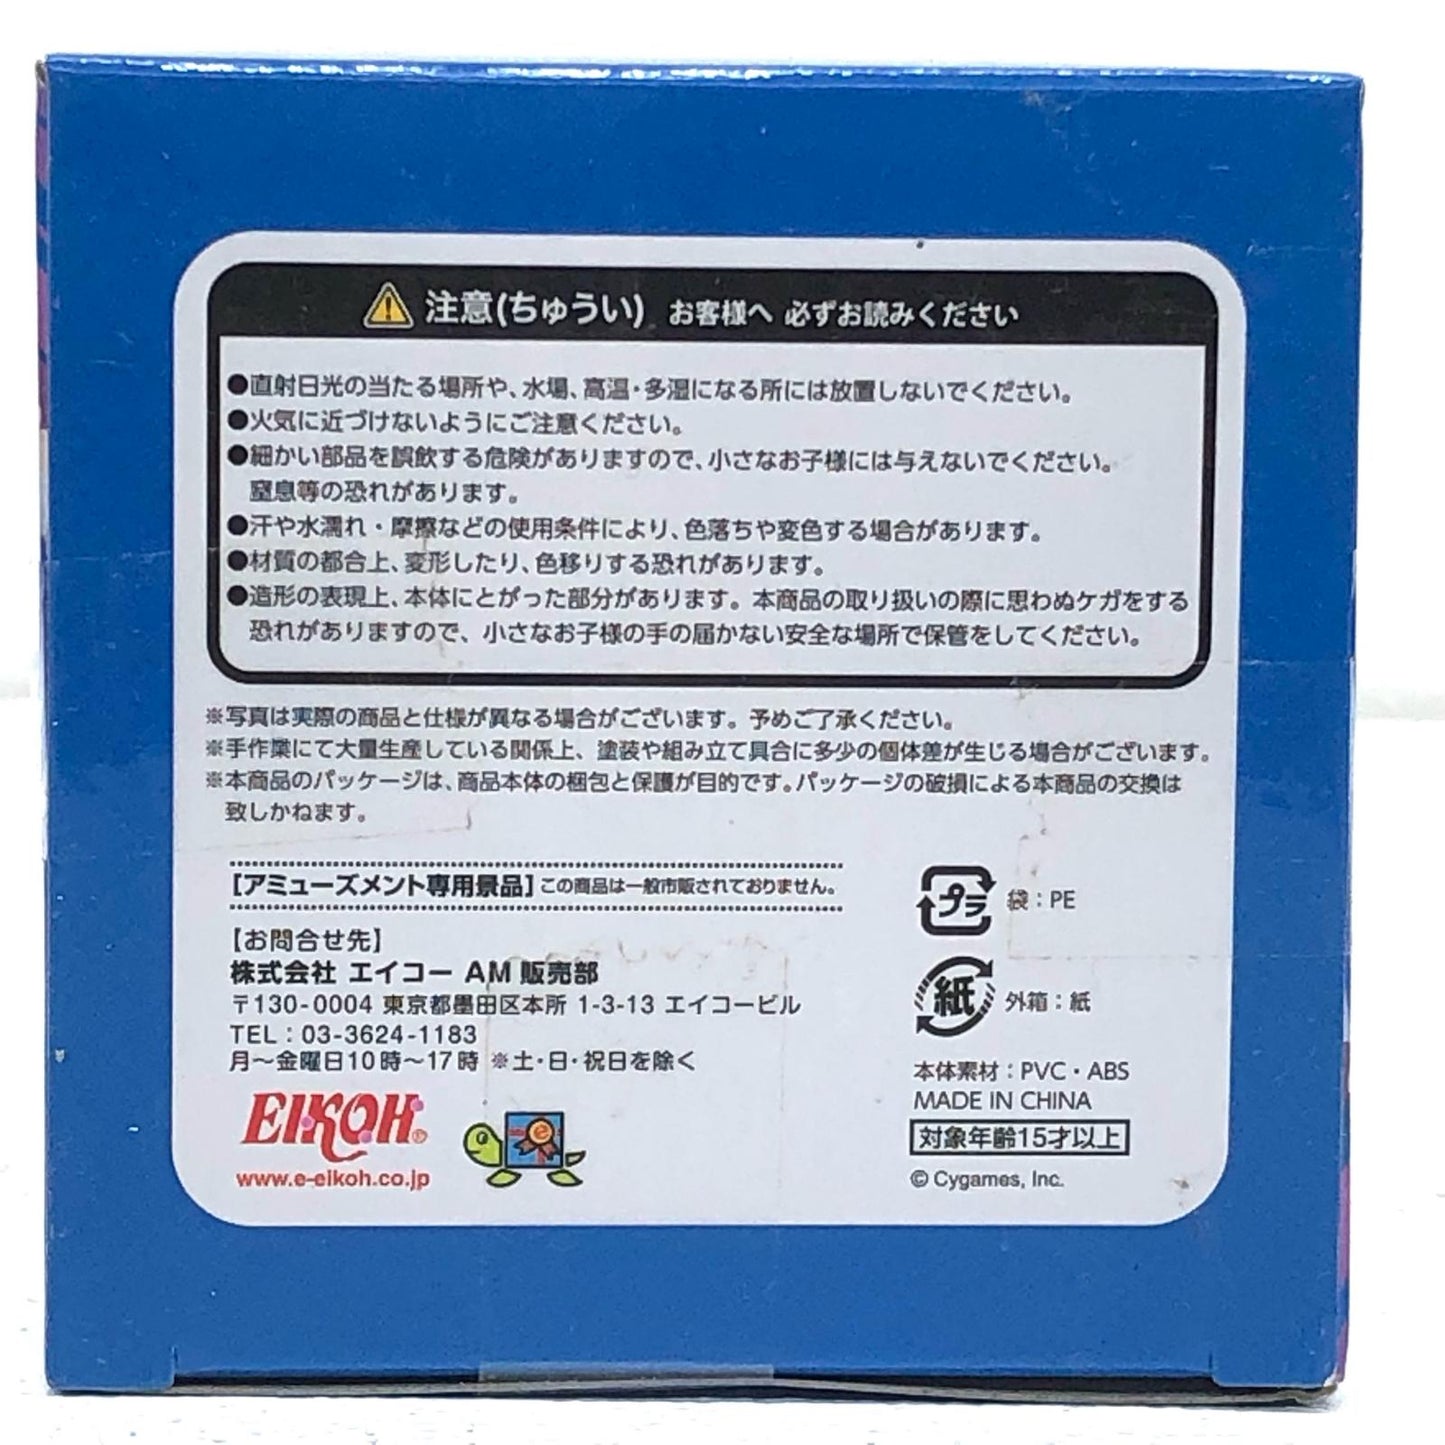 注意(ちゅうい) お客様へ 必ずお読みください
●直射日光の当たる場所や、水場、高温・多湿になる所には放置しないでください。
●火気に近づけないようにご注意ください。
●細かい部品を誤飲する危険がありますので、小さなお子様には与えないでください。
窒息等の恐れがあります。
●汗や水濡れ・摩擦などの使用条件により、色落ちや変色する場合があります。
●材質の都合上、変形したり、色移りする恐れがあります。
●造形の表現上、本体にとがった部分があります。本商品の取り扱いの際に思わぬケガをする
恐れがありますので、小さなお子様の手の届かない安全な場所で保管をしてください。
※写真は実際の商品と仕様が異なる場合がございます。予めご了承ください。
※手作業にて大量生産している関係上、塗装や組み立て具合に多少の個体差が生じる場合がございます。
※本商品のパッケージは、商品本体の梱包と保護が目的です。パッケージの破損による本商品の交換は
致しかねます。
【アミューズメント専用景品】この商品は一般市販されておりません。
【お問合せ先】
株式会社 エイコー AM 販売部
〒130-0004 東京都墨田区本所 1-3-13 エイコービル
TEL：03-3624-1183
月～金曜日10時～17時 ※土・日・祝日を除く
EIKOH®
www.e-eikoh.co.jp
e
プラ 袋：PE
紙 外箱：紙
本体素材：PVC・ABS
MADE IN CHINA
対象年齢15才以上
© Cygames, Inc.